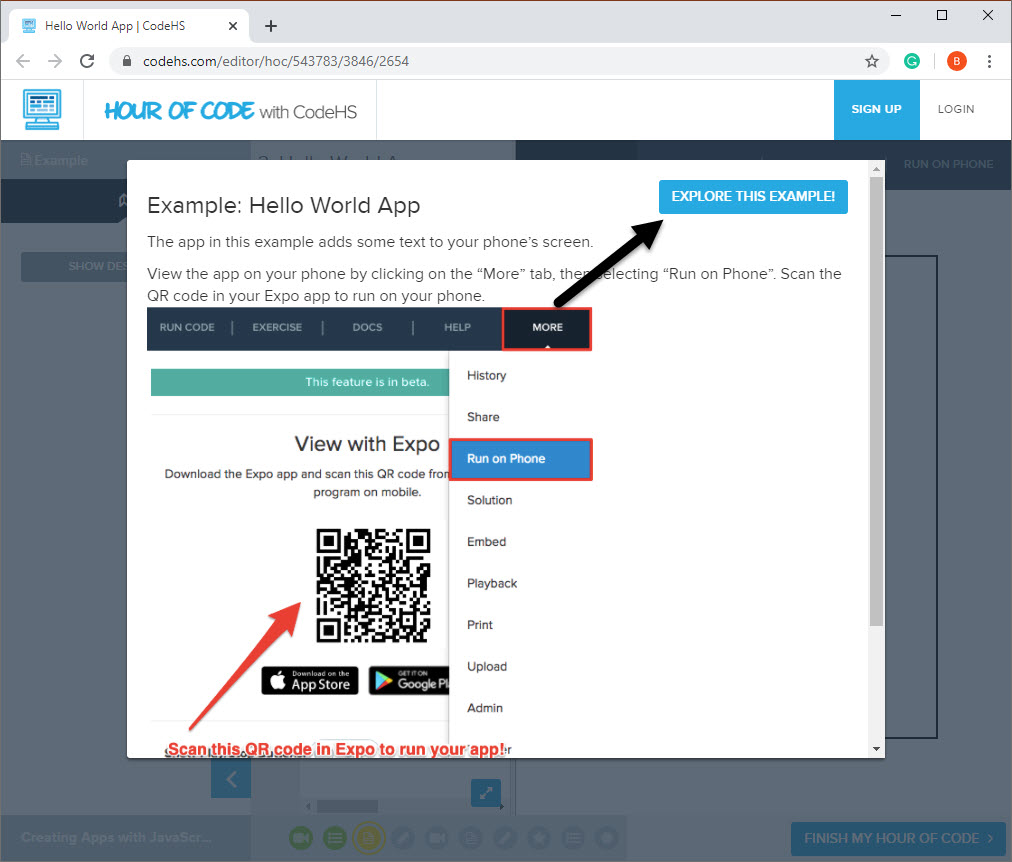 Hello World App | CodeHS
codehs.com/editor/hoc/543783/3846/2654
B
HOUR OF CODE with CodeHS
SIGN UP
LOGIN
Example
RUN ON PHONE
SHOW DES
Example: Hello World App
EXPLORE THIS EXAMPLE!
The app in this example adds some text to your phone's screen.
View the app on your phone by clicking on the “More” tab, then selecting “Run on Phone”. Scan the
QR code in your Expo app to run on your phone.
RUN CODE | EXERCISE | DOCS | HELP
MORE
This feature is in beta.
View with Expo
Download the Expo app and scan this QR code from
program on mobile.
Download on the
App Store
GET IT ON
Google Pl
History
Share
Run on Phone
Solution
Embed
Playback
Print
Upload
Admin
Scan this QR code in Expo to run your app!
Creating Apps with JavaScr...
FINISH MY HOUR OF CODE >